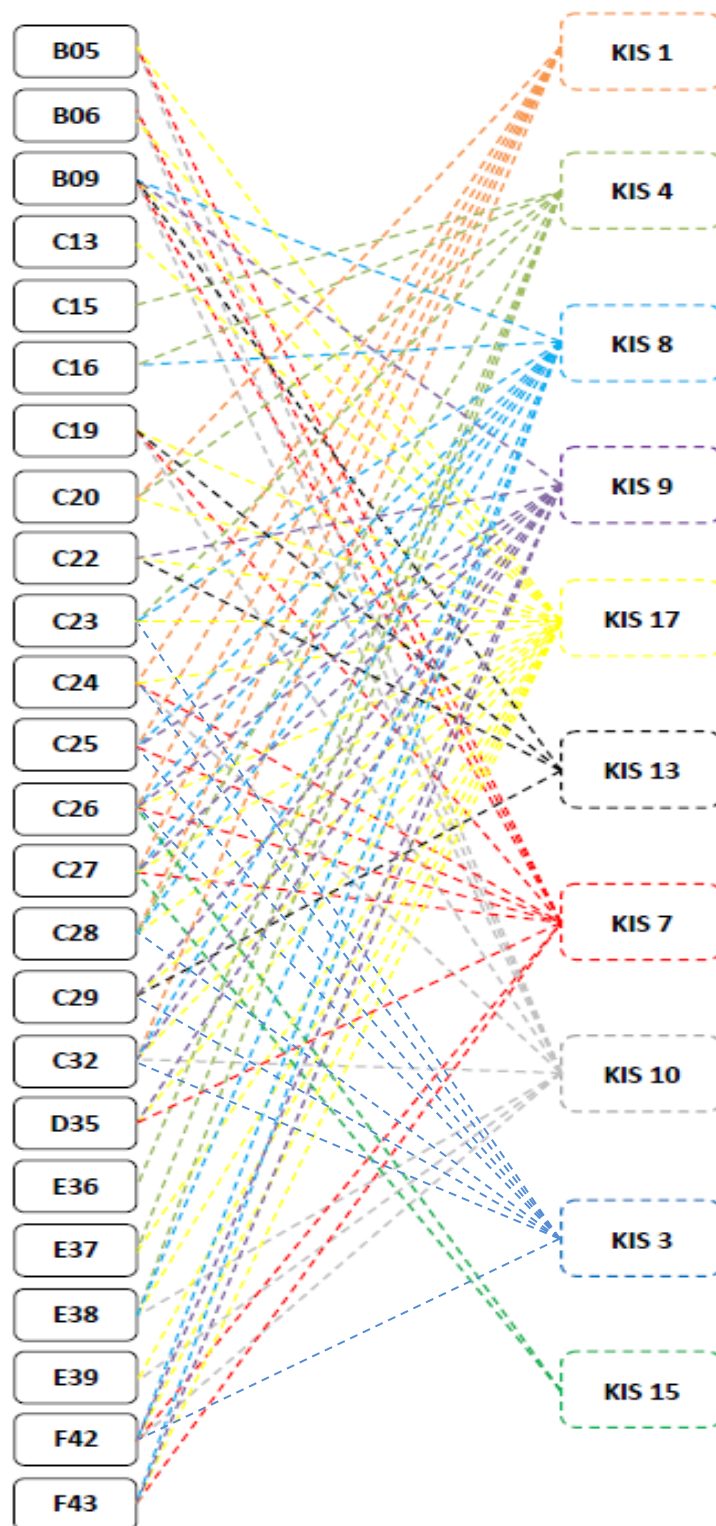 B05
B06
B09
C13
C15
C16
C19
C20
C22
C23
C24
C25
C26
C27
C28
C29
C32
D35
E36
E37
E38
E39
F42
F43
KIS 1
KIS 4
KIS 8
KIS 9
KIS 17
KIS 13
KIS 7
KIS 10
KIS 3
KIS 15